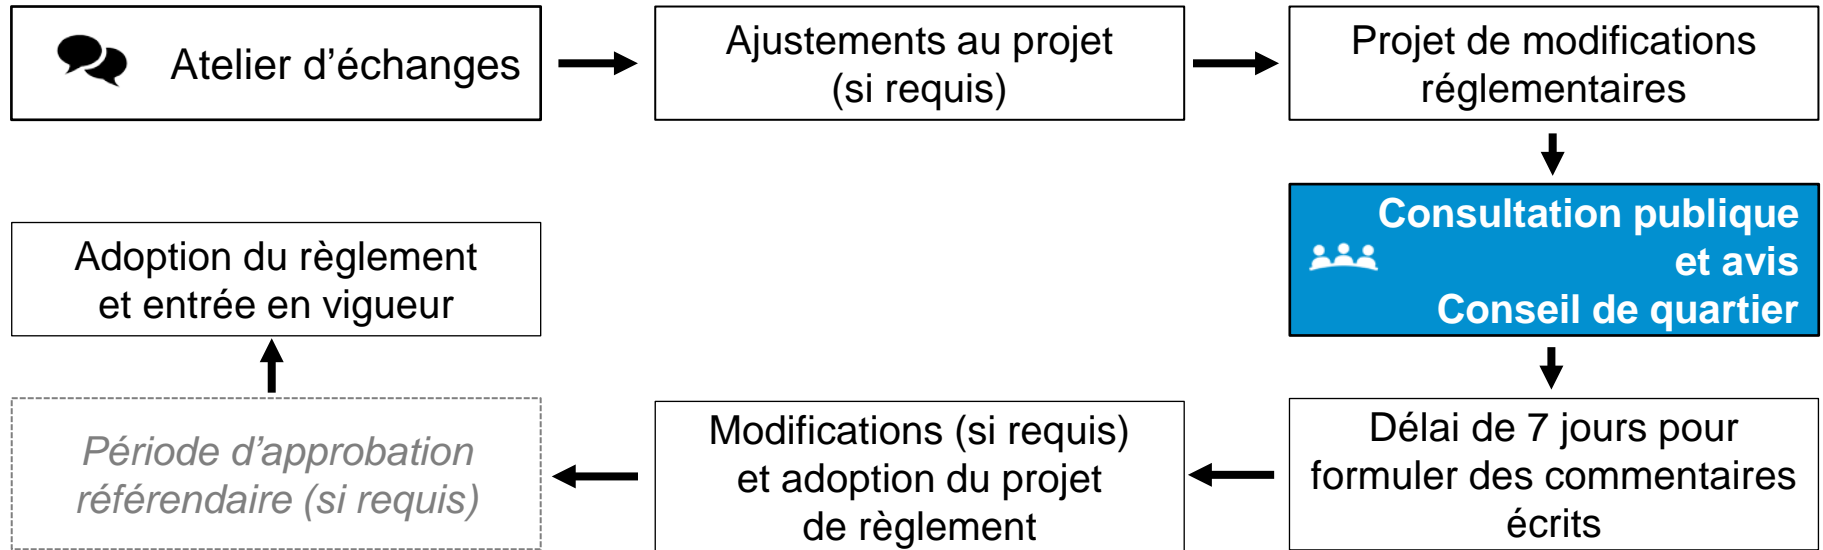 Atelier d'échanges
Ajustements au projet
(si requis)
Projet de modifications
réglementaires
Consultation publique
et avis
Conseil de quartier
Délai de 7 jours pour
formuler des commentaires
écrits
Modifications (si requis)
et adoption du projet
de règlement
Période d'approbation
référendaire (si requis)
Adoption du règlement
et entrée en vigueur